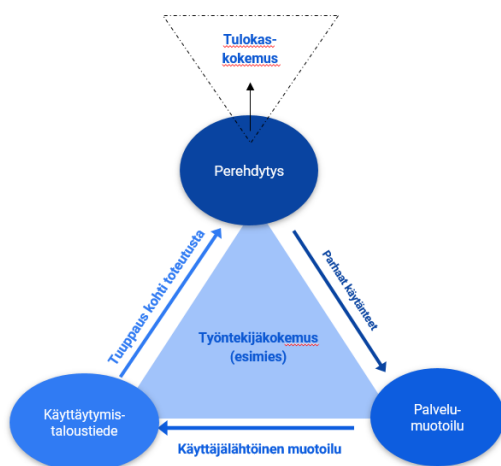 Tulokas-
kokemus
Perehdytys
Tuuppaus kohti toteutusta
Parhaat käytänteet
Työntekijäkokemus
(esimies)
Käyttäytymis-
taloustiede
Palvelu-
muotoilu
Käyttäjälähtöinen muotoilu